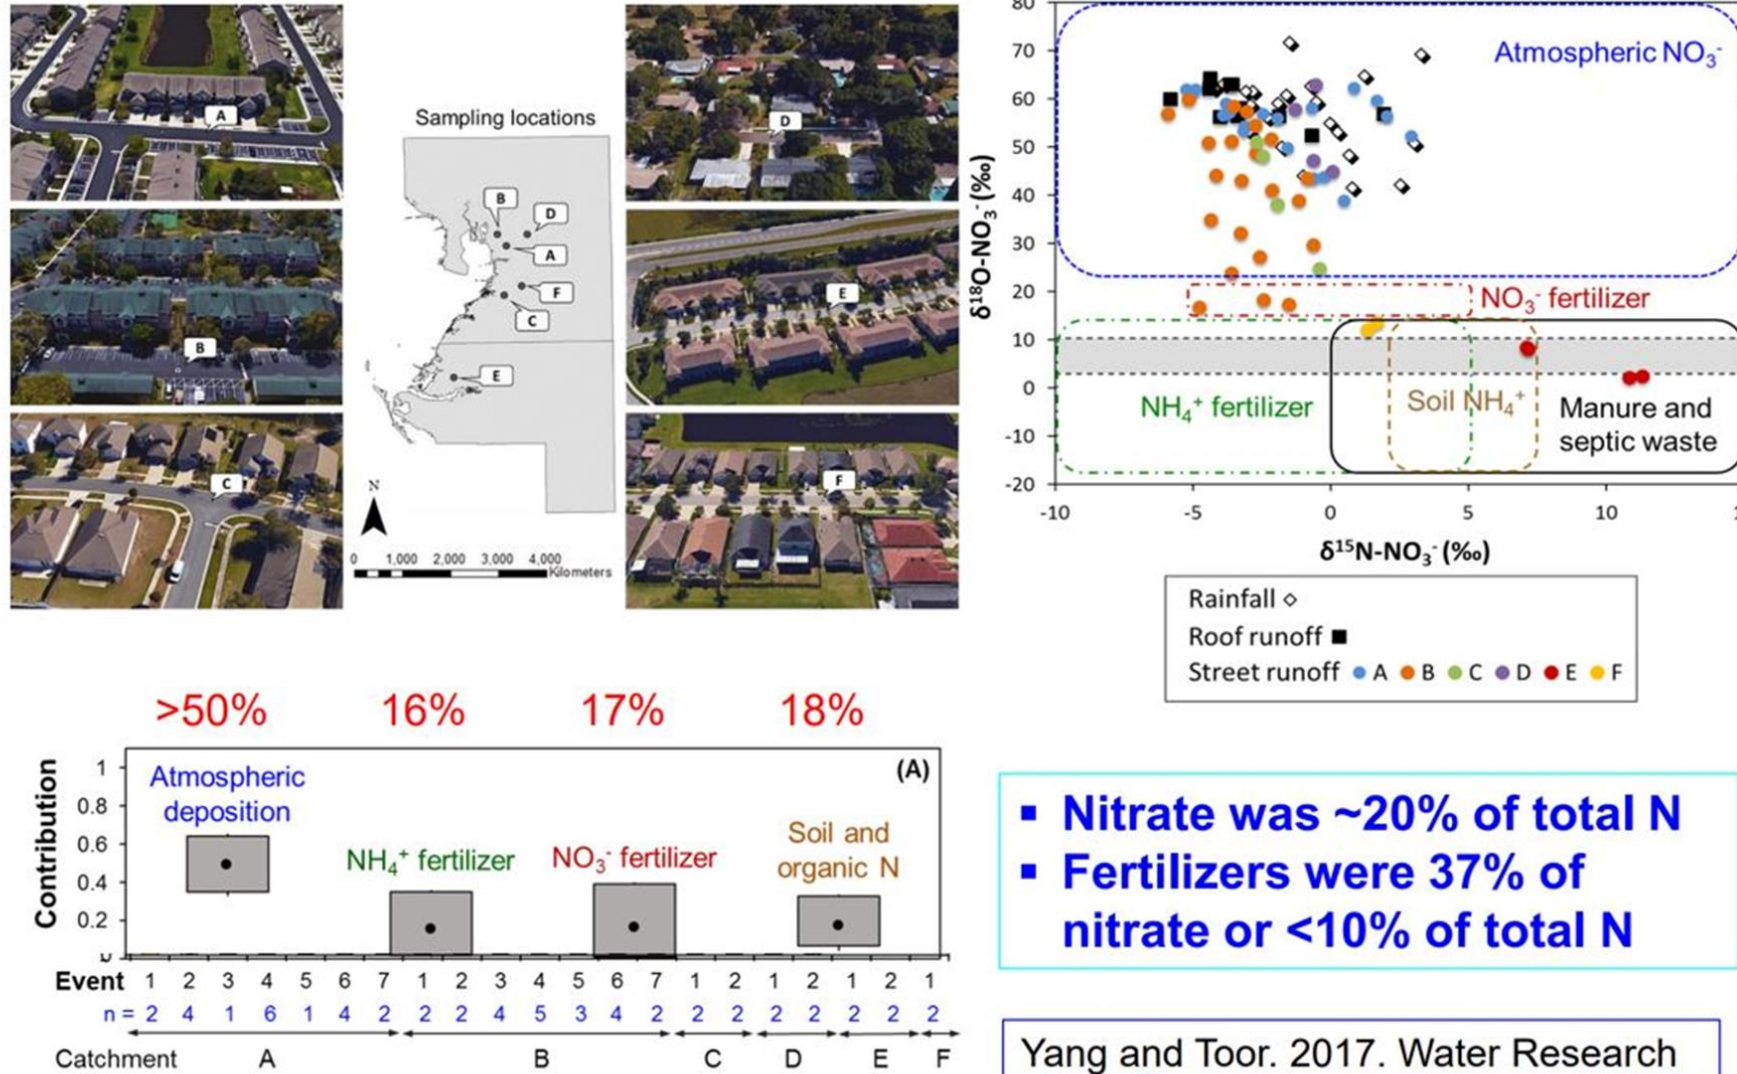 A
B
C
Sampling locations
B
D
A
F
C
E
N
0 1,000 2,000 3,000 4,000
Kilometers
D
E
F
80
70
60
50
40
30
20
10
0
-10
-20
δ¹⁸O-NO₃⁻ (‰)
Atmospheric NO₃⁻
NO₃⁻ fertilizer
NH₄⁺ fertilizer
Soil NH₄⁺
Manure and
septic waste
-10 -5 0 5 10
δ¹⁵N-NO₃⁻ (‰)
Rainfall ◇
Roof runoff ■
Street runoff ● A ● B ● C ● D ● E ● F
>50% 16% 17% 18%
Contribution
1
0.8
0.6
0.4
0.2
(A)
Atmospheric
deposition
NH₄⁺ fertilizer
NO₃⁻ fertilizer
Soil and
organic N
Event 1 2 3 4 5 6 7 1 2 3 4 5 6 7 1 2 1 2 1 2 1
n = 2 4 1 6 1 4 2 2 2 4 5 3 4 2 2 2 2 2 2 2 2
Catchment A B C D E F
▪ Nitrate was ~20% of total N
▪ Fertilizers were 37% of
nitrate or <10% of total N
Yang and Toor. 2017. Water Research